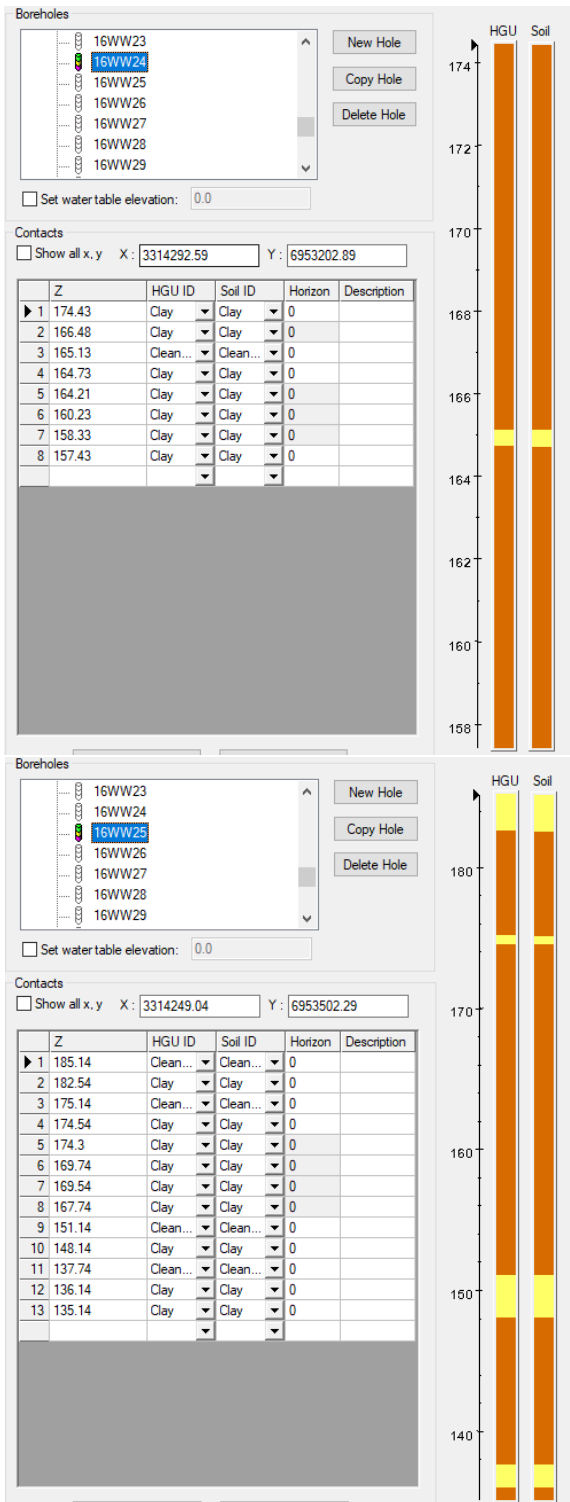 Boreholes
16WW23
16WW24
16WW25
16WW26
16WW27
16WW28
16WW29
New Hole
Copy Hole
Delete Hole
Set water table elevation: 0.0
Contacts
Show all x, y X : 3314292.59 Y : 6953202.89
Z HGU ID Soil ID Horizon Description
1 174.43 Clay Clay 0
2 166.48 Clay Clay 0
3 165.13 Clean... Clean... 0
4 164.73 Clay Clay 0
5 164.21 Clay Clay 0
6 160.23 Clay Clay 0
7 158.33 Clay Clay 0
8 157.43 Clay Clay 0
HGU Soil
174
172
170
168
166
164
162
160
158
Boreholes
16WW23
16WW24
16WW25
16WW26
16WW27
16WW28
16WW29
New Hole
Copy Hole
Delete Hole
Set water table elevation: 0.0
Contacts
Show all x, y X : 3314249.04 Y : 6953502.29
Z HGU ID Soil ID Horizon Description
1 185.14 Clean... Clean... 0
2 182.54 Clay Clay 0
3 175.14 Clean... Clean... 0
4 174.54 Clay Clay 0
5 174.3 Clay Clay 0
6 169.74 Clay Clay 0
7 169.54 Clay Clay 0
8 167.74 Clay Clay 0
9 151.14 Clean... Clean... 0
10 148.14 Clay Clay 0
11 137.74 Clean... Clean... 0
12 136.14 Clay Clay 0
13 135.14 Clay Clay 0
HGU Soil
180
170
160
150
140